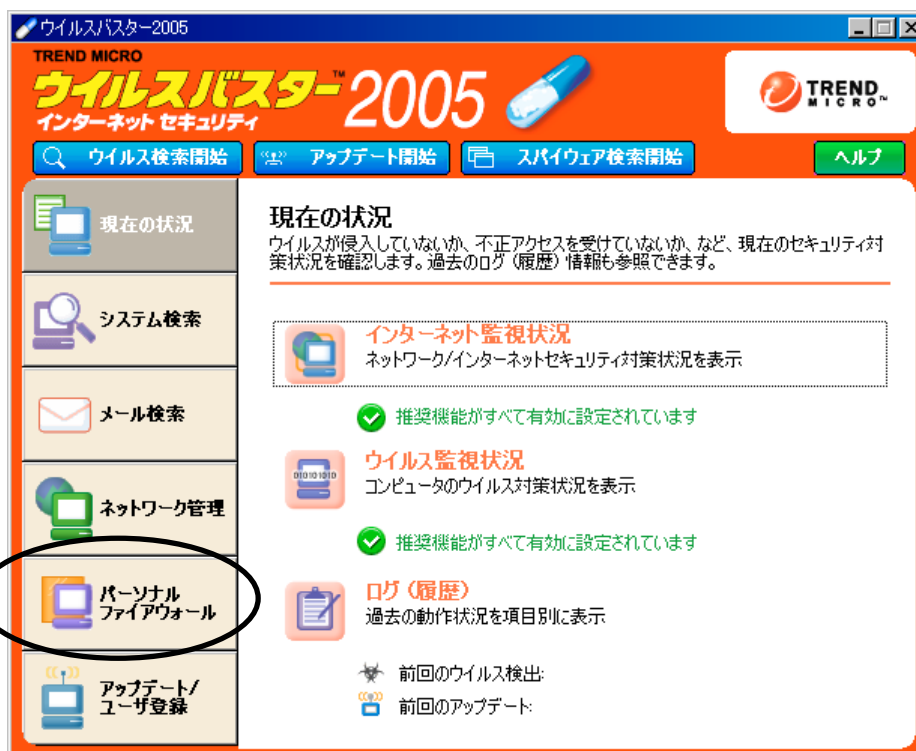 ウイルスバスター2005
TREND MICRO
ウイルスバスター™ 2005
インターネット セキュリティ
TREND MICRO™
ウイルス検索開始
アップデート開始
スパイウェア検索開始
ヘルプ
現在の状況
システム検索
メール検索
ネットワーク管理
パーソナル
ファイアウォール
アップデート/
ユーザ登録
現在の状況
ウイルスが侵入していないか、不正アクセスを受けていないか、など、現在のセキュリティ対
策状況を確認します。過去のログ（履歴）情報も参照できます。
インターネット監視状況
ネットワーク/インターネットセキュリティ対策状況を表示
推奨機能がすべて有効に設定されています
ウイルス監視状況
01010 1010
コンピュータのウイルス対策状況を表示
推奨機能がすべて有効に設定されています
ログ（履歴）
過去の動作状況を項目別に表示
前回のウイルス検出:
前回のアップデート: